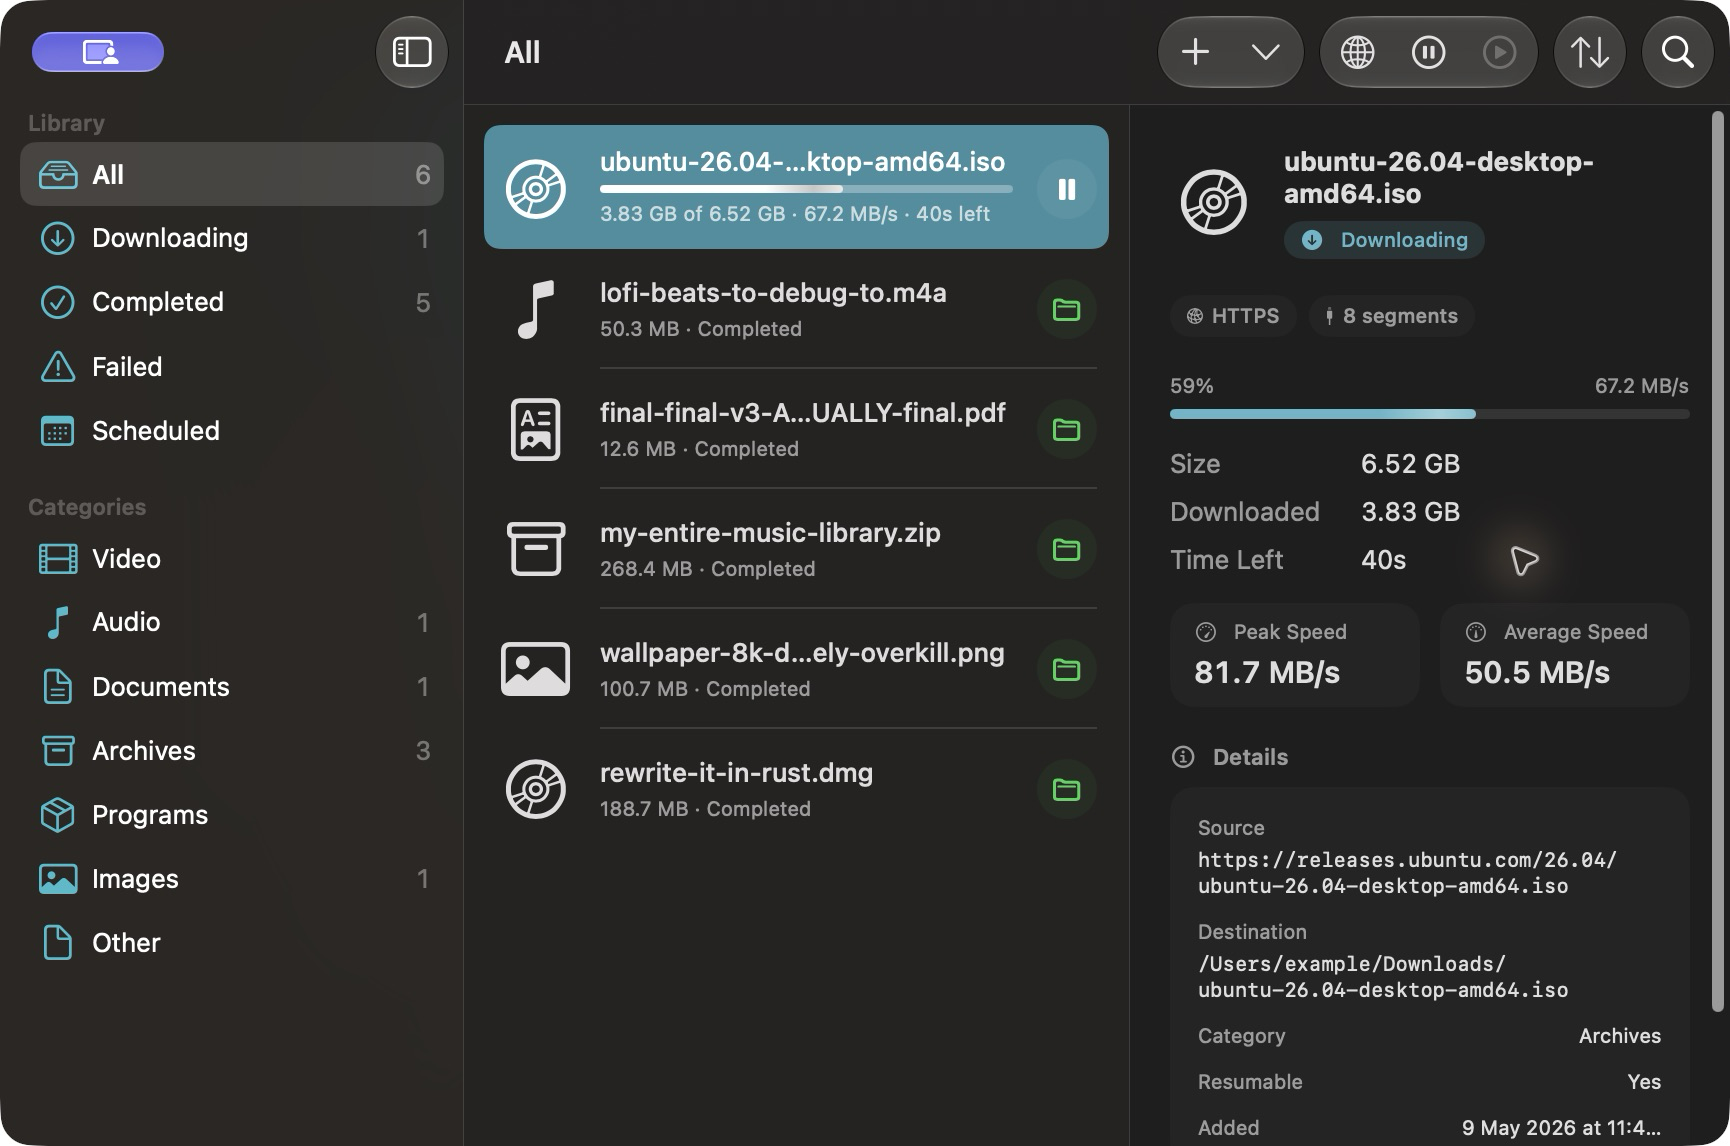 All
Library
All 6
Downloading 1
Completed 5
Failed
Scheduled
Categories
Video
Audio 1
Documents 1
Archives 3
Programs
Images 1
Other
ubuntu-26.04-...ktop-amd64.iso
3.83 GB of 6.52 GB · 67.2 MB/s · 40s left
lofi-beats-to-debug-to.m4a
50.3 MB · Completed
final-final-v3-A...UALLY-final.pdf
12.6 MB · Completed
my-entire-music-library.zip
268.4 MB · Completed
wallpaper-8k-d...ely-overkill.png
100.7 MB · Completed
rewrite-it-in-rust.dmg
188.7 MB · Completed
ubuntu-26.04-desktop-
amd64.iso
Downloading
HTTPS 8 segments
59% 67.2 MB/s
Size 6.52 GB
Downloaded 3.83 GB
Time Left 40s
Peak Speed
81.7 MB/s
Average Speed
50.5 MB/s
Details
Source
https://releases.ubuntu.com/26.04/
ubuntu-26.04-desktop-amd64.iso
Destination
/Users/example/Downloads/
ubuntu-26.04-desktop-amd64.iso
Category Archives
Resumable Yes
Added 9 May 2026 at 11:4...